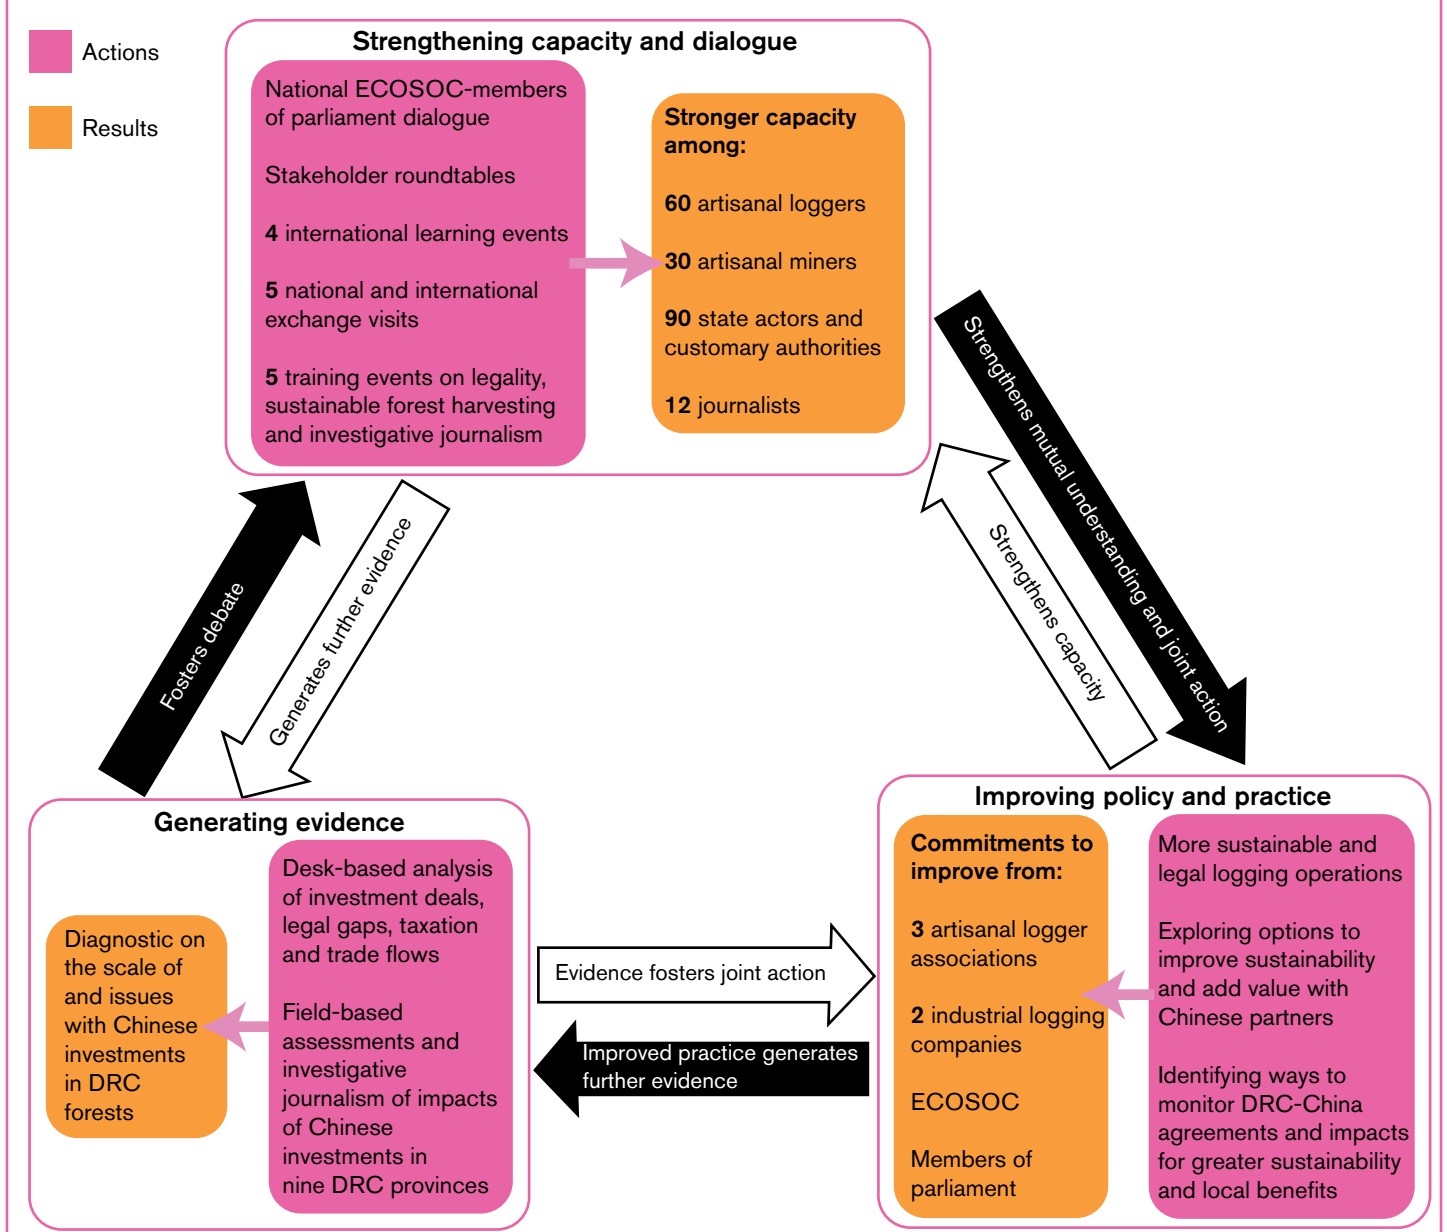 Actions
Results
Strengthening capacity and dialogue
National ECOSOC-members
of parliament dialogue
Stakeholder roundtables
4 international learning events
5 national and international
exchange visits
5 training events on legality,
sustainable forest harvesting
and investigative journalism
Stronger capacity
among:
60 artisanal loggers
30 artisanal miners
90 state actors and
customary authorities
12 journalists
Fosters debate
Generates further evidence
Strengthens capacity
Strengthens mutual understanding and joint action
Generating evidence
Diagnostic on
the scale of
and issues
with Chinese
investments
in DRC
forests
Desk-based analysis
of investment deals,
legal gaps, taxation
and trade flows
Field-based
assessments and
investigative
journalism of impacts
of Chinese
investments in
nine DRC provinces
Evidence fosters joint action
Improved practice generates
further evidence
Improving policy and practice
Commitments to
improve from:
3 artisanal logger
associations
2 industrial logging
companies
ECOSOC
Members of
parliament
More sustainable and
legal logging operations
Exploring options to
improve sustainability
and add value with
Chinese partners
Identifying ways to
monitor DRC-China
agreements and impacts
for greater sustainability
and local benefits